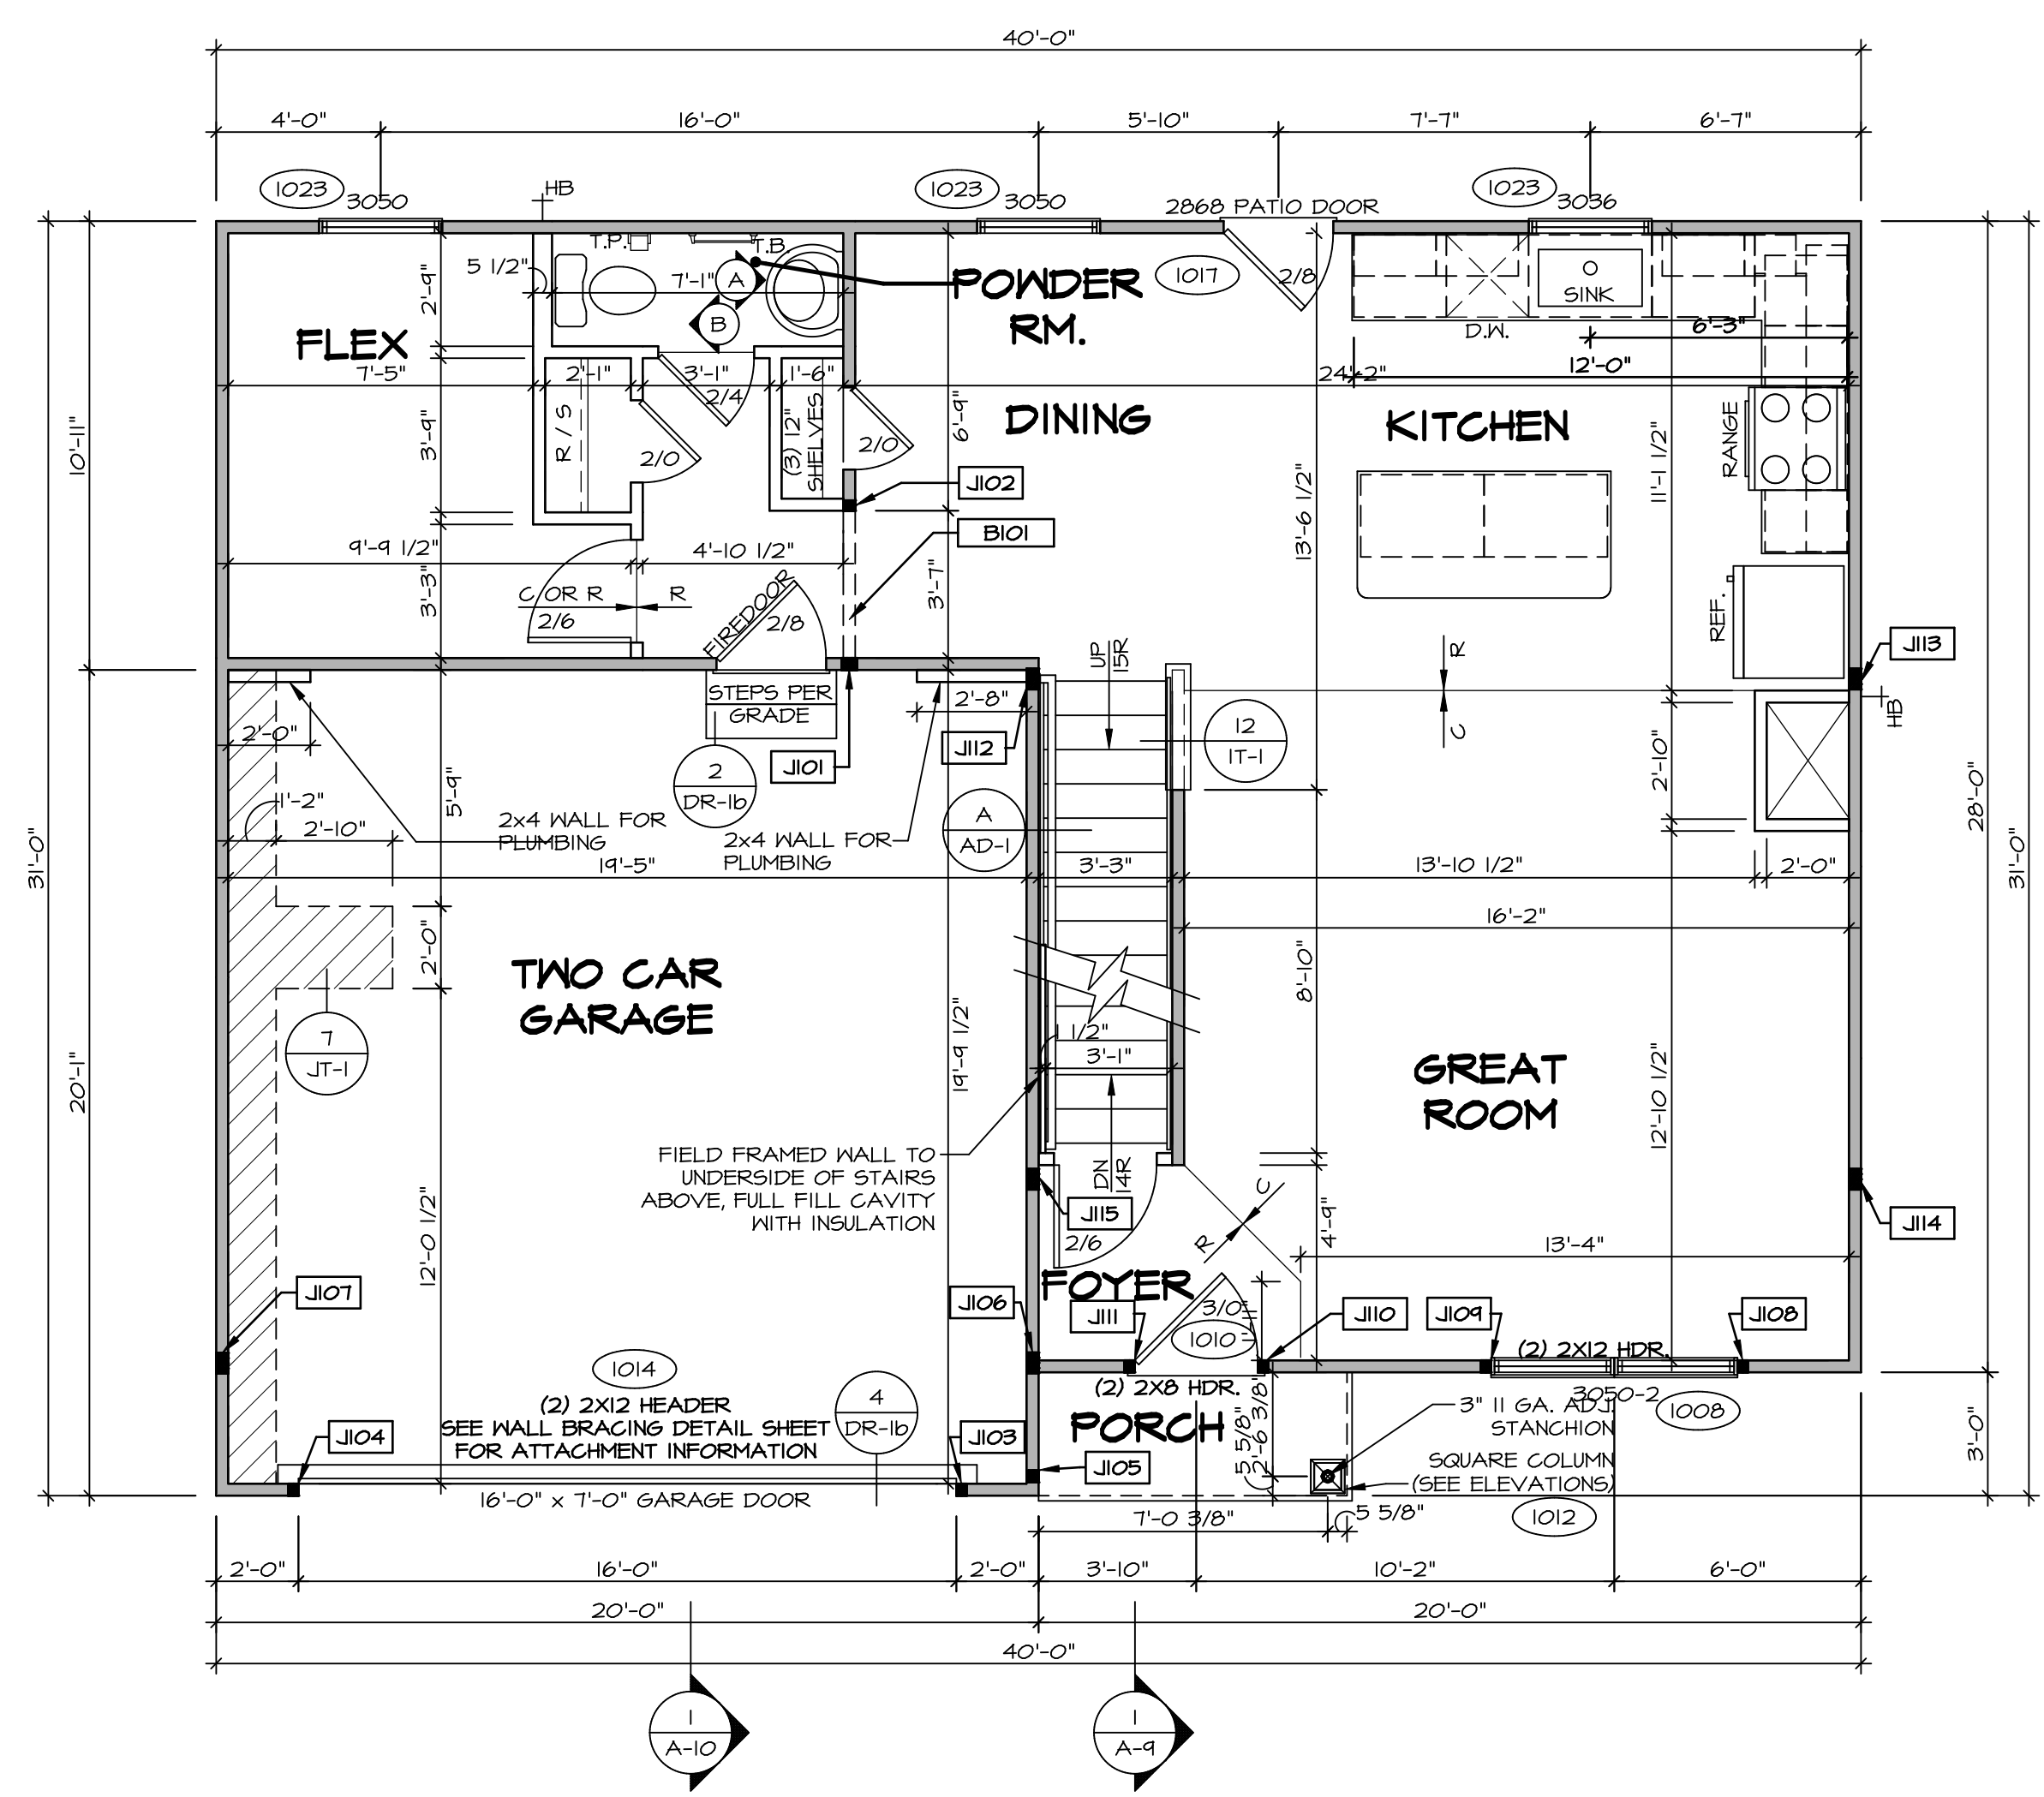 40'-0"
4'-0"
16'-0"
5'-10"
7'-7"
6'-7"
1023
3050
HB
1023
3050
2868 PATIO DOOR
1023
3036
T.P.
T.B.
5 1/2"
2'-9"
7'-1"
A
B
POWDER
RM.
1017
2/8
SINK
D.W.
6'-3"
12'-0"
FLEX
7'-5"
2'-1"
3'-1"
1'-6"
24'-2"
2/4
R / S
2/0
(3) 12"
SHELVES
2/0
6'-9"
DINING
KITCHEN
RANGE
10'-11"
3'-9"
J102
B101
13'-6 1/2"
11'-1 1/2"
9'-9 1/2"
4'-10 1/2"
3'-3"
3'-7"
C OR R
R
2/6
FIREDOOR
2/8
REF.
J113
HB
UP
15R
R
C
STEPS PER
GRADE
2'-8"
2'-0"
J112
J101
12
IT-1
2
DR-1b
2'-10"
5'-9"
1'-2"
2'-10"
2x4 WALL FOR
PLUMBING
2x4 WALL FOR
PLUMBING
A
AD-1
31'-0"
28'-0"
31'-0"
19'-5"
3'-3"
13'-10 1/2"
2'-0"
16'-2"
2'-0"
TWO CAR
GARAGE
8'-10"
7
JT-1
19'-9 1/2"
1 1/2"
3'-1"
20'-1"
GREAT
ROOM
12'-10 1/2"
FIELD FRAMED WALL TO
UNDERSIDE OF STAIRS
ABOVE, FULL FILL CAVITY
WITH INSULATION
DN
14R
12'-0 1/2"
J115
2/6
C
R
4'-9"
J114
13'-4"
FOYER
J107
J106
J111
3/0
1'-11"
1010
J110
J109
J108
(2) 2X12 HDR.
1014
(2) 2X12 HEADER
SEE WALL BRACING DETAIL SHEET
FOR ATTACHMENT INFORMATION
4
DR-1b
(2) 2X8 HDR.
3050-2
1008
PORCH
3" 11 GA. ADJ.
STANCHION
SQUARE COLUMN
(SEE ELEVATIONS)
5 5/8"
2'-6 3/8"
3'-0"
J104
J103
J105
16'-0" x 7'-0" GARAGE DOOR
7'-0 3/8"
5 5/8"
1012
2'-0"
16'-0"
2'-0"
3'-10"
10'-2"
6'-0"
20'-0"
20'-0"
40'-0"
1
A-10
1
A-9